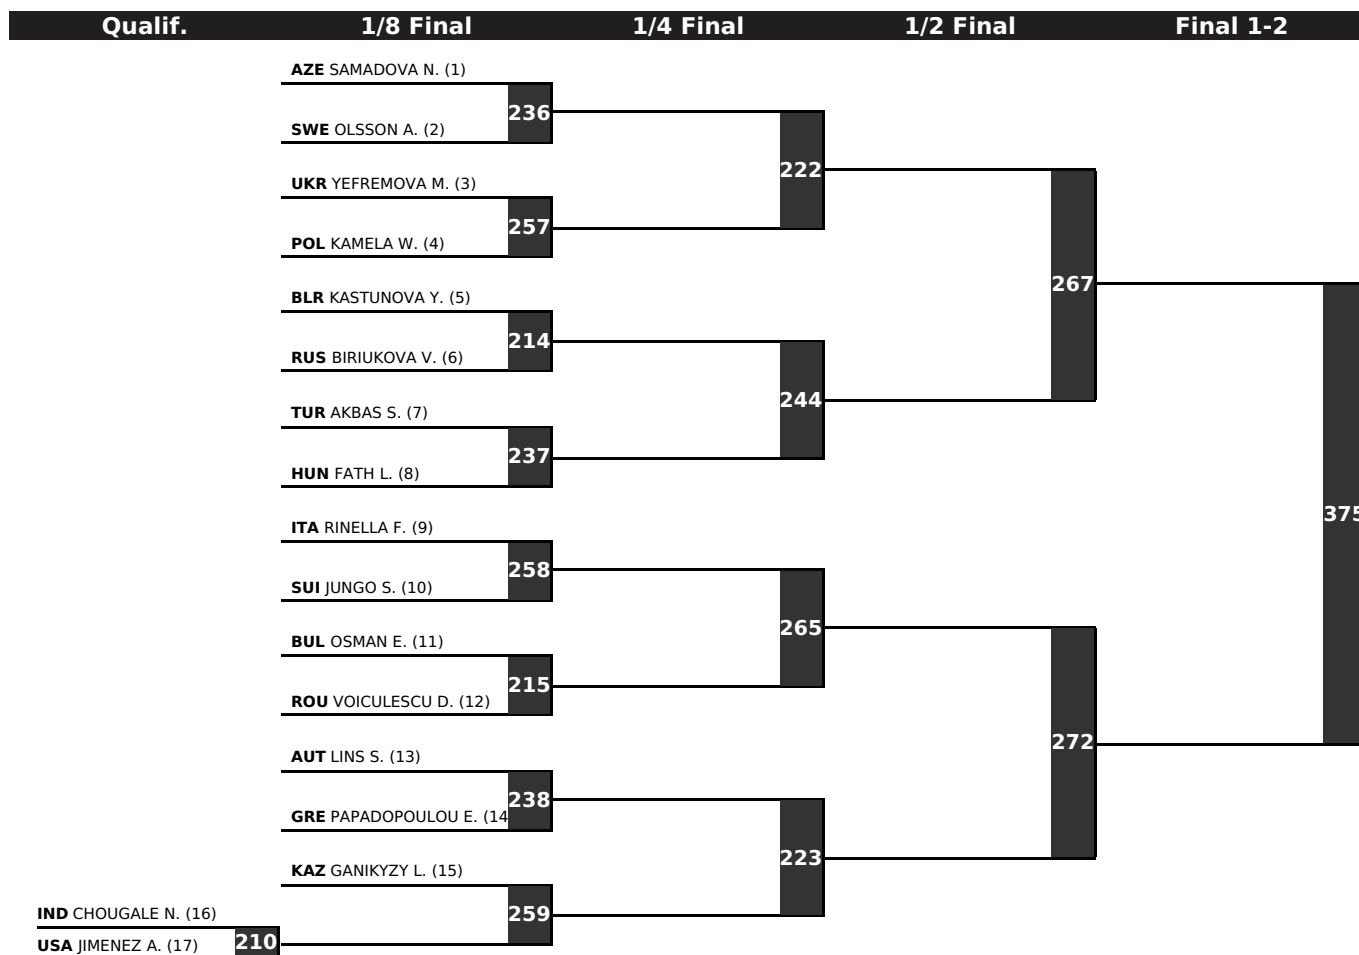 Qualif. 1/8 Final 1/4 Final 1/2 Final Final 1-2
AZE SAMADOVA N. (1)
236
SWE OLSSON A. (2)
222
UKR YEFREMOVA M. (3)
257
POL KAMELA W. (4)
267
BLR KASTUNOVA Y. (5)
214
RUS BIRIUKOVA V. (6)
244
TUR AKBAS S. (7)
237
HUN FATH L. (8)
375
ITA RINELLA F. (9)
258
SUI JUNGO S. (10)
265
BUL OSMAN E. (11)
215
ROU VOICULESCU D. (12)
272
AUT LINS S. (13)
238
GRE PAPADOPOULOU E. (14
223
KAZ GANIKYZY L. (15)
259
IND CHOUGALE N. (16)
210
USA JIMENEZ A. (17)